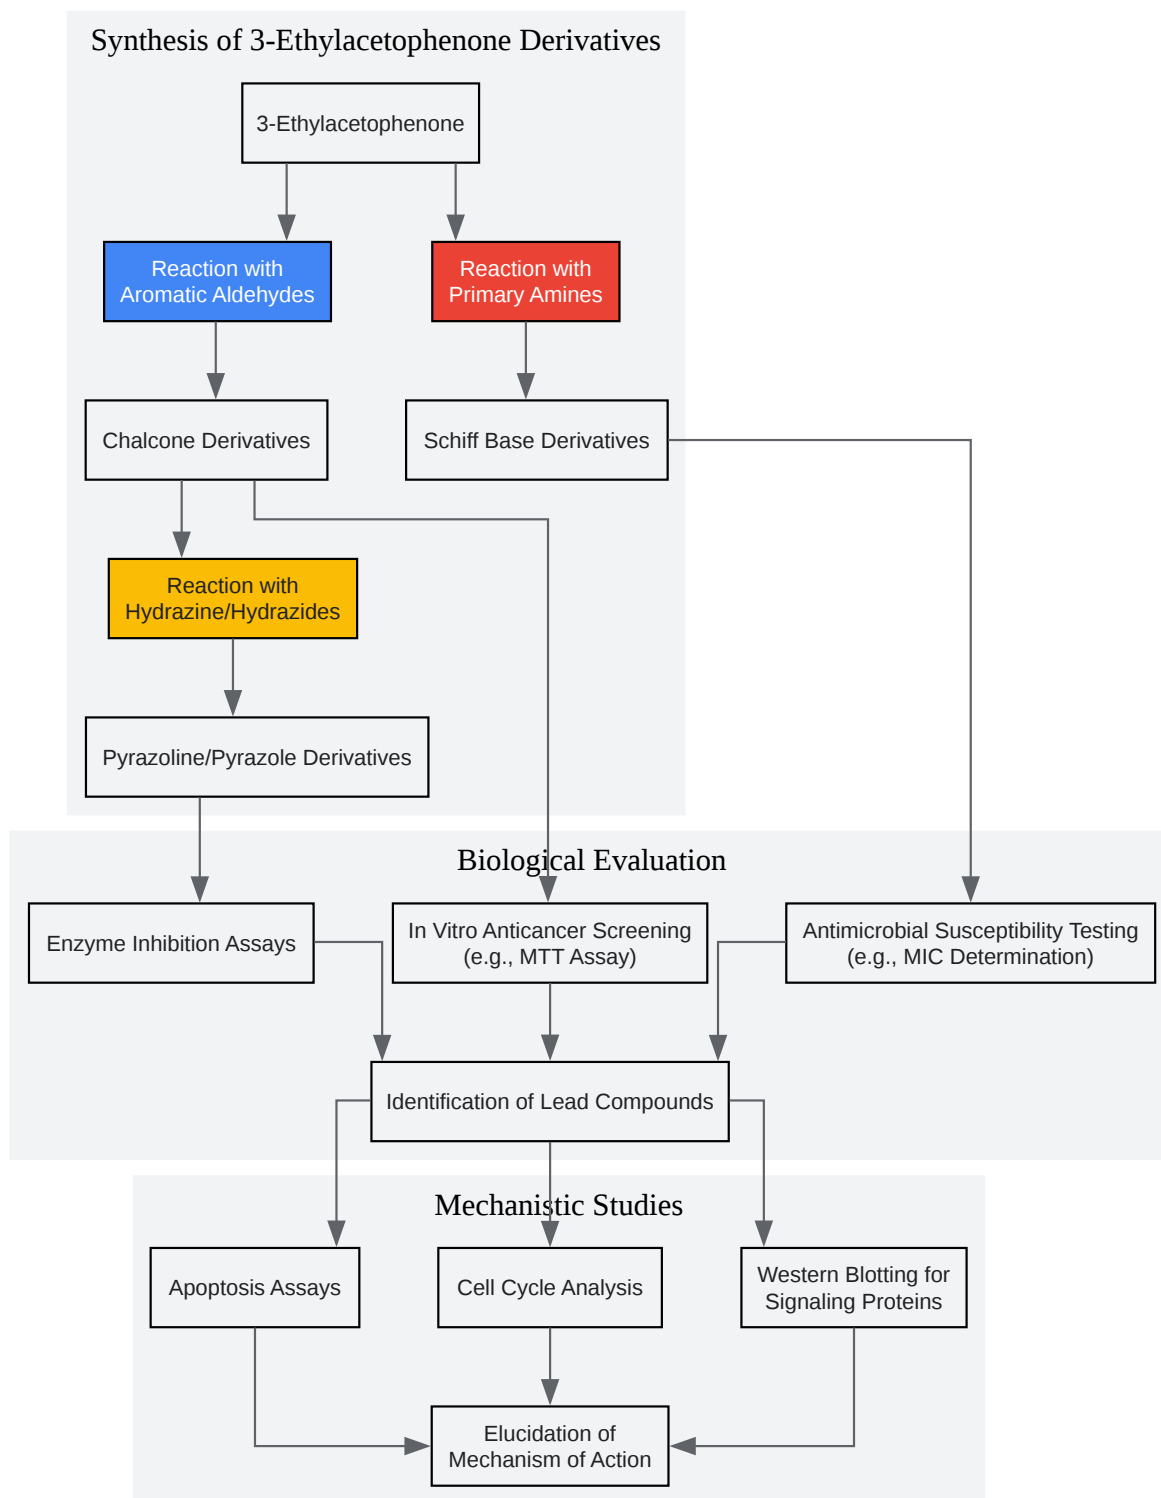 Synthesis of 3-Ethylacetophenone Derivatives
3-Ethylacetophenone
Reaction with
Aromatic Aldehydes
Reaction with
Primary Amines
Chalcone Derivatives
Schiff Base Derivatives
Reaction with
Hydrazine/Hydrazides
Pyrazoline/Pyrazole Derivatives
Biological Evaluation
Enzyme Inhibition Assays
In Vitro Anticancer Screening
(e.g., MTT Assay)
Antimicrobial Susceptibility Testing
(e.g., MIC Determination)
Identification of Lead Compounds
Mechanistic Studies
Apoptosis Assays
Cell Cycle Analysis
Western Blotting for
Signaling Proteins
Elucidation of
Mechanism of Action